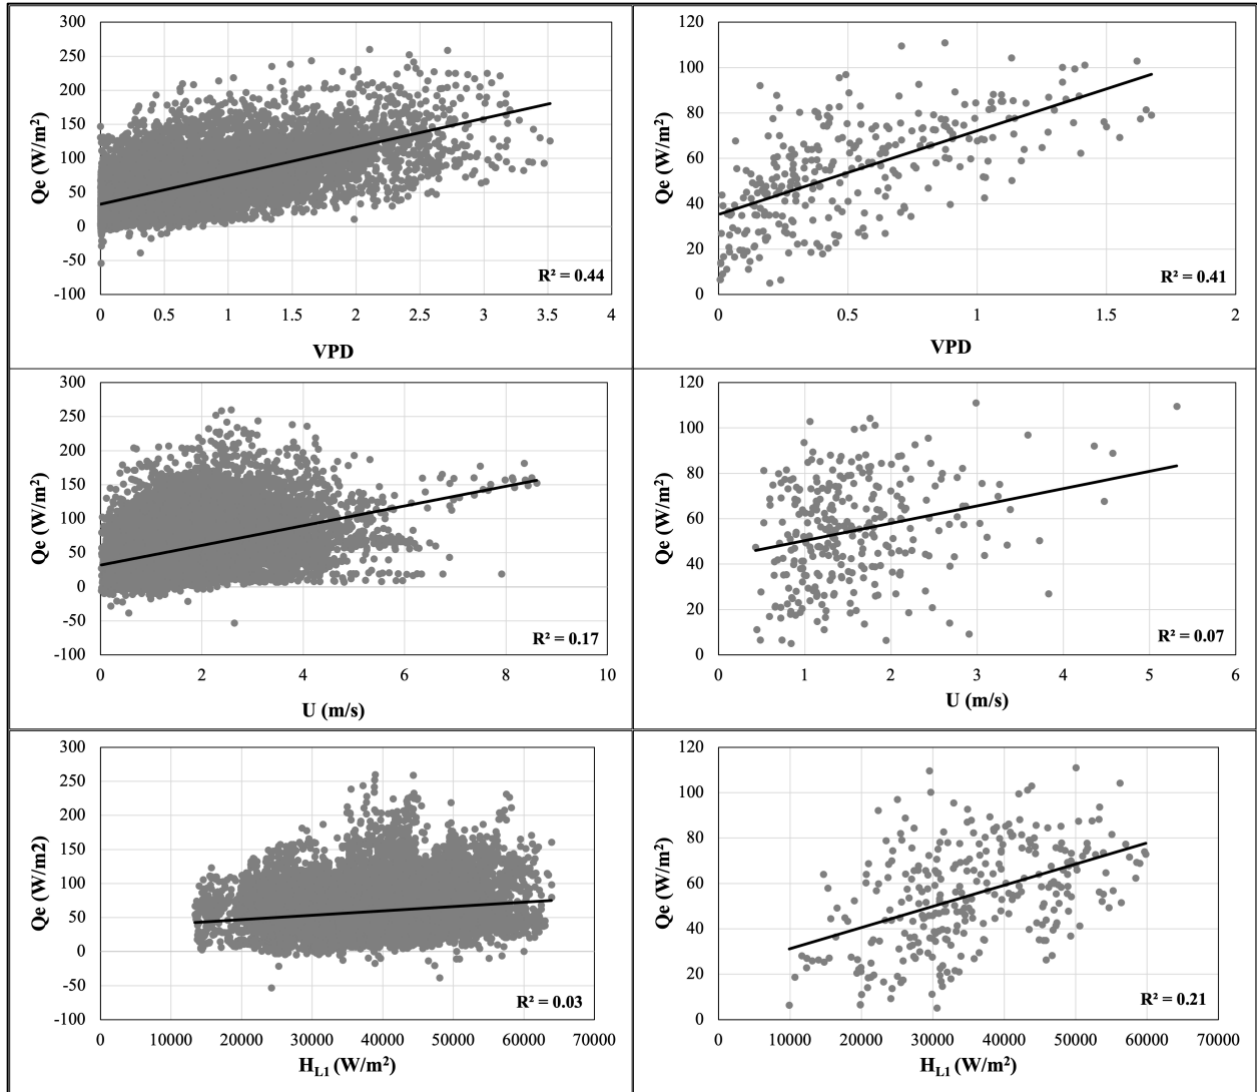 300
250
200
150
100
50
0
-50
-100
Qe (W/m²)
R² = 0.44
0 0.5 1 1.5 2 2.5 3 3.5 4
VPD
120
100
80
60
40
20
0
Qe (W/m²)
R² = 0.41
0 0.5 1 1.5 2
VPD
300
250
200
150
100
50
0
-50
-100
Qe (W/m²)
R² = 0.17
0 2 4 6 8 10
U (m/s)
120
100
80
60
40
20
0
Qe (W/m²)
R² = 0.07
0 1 2 3 4 5 6
U (m/s)
300
250
200
150
100
50
0
-50
-100
Qe (W/m2)
R² = 0.03
0 10000 20000 30000 40000 50000 60000 70000
H_L1 (W/m²)
120
100
80
60
40
20
0
Qe (W/m²)
R² = 0.21
0 10000 20000 30000 40000 50000 60000 70000
H_L1 (W/m²)